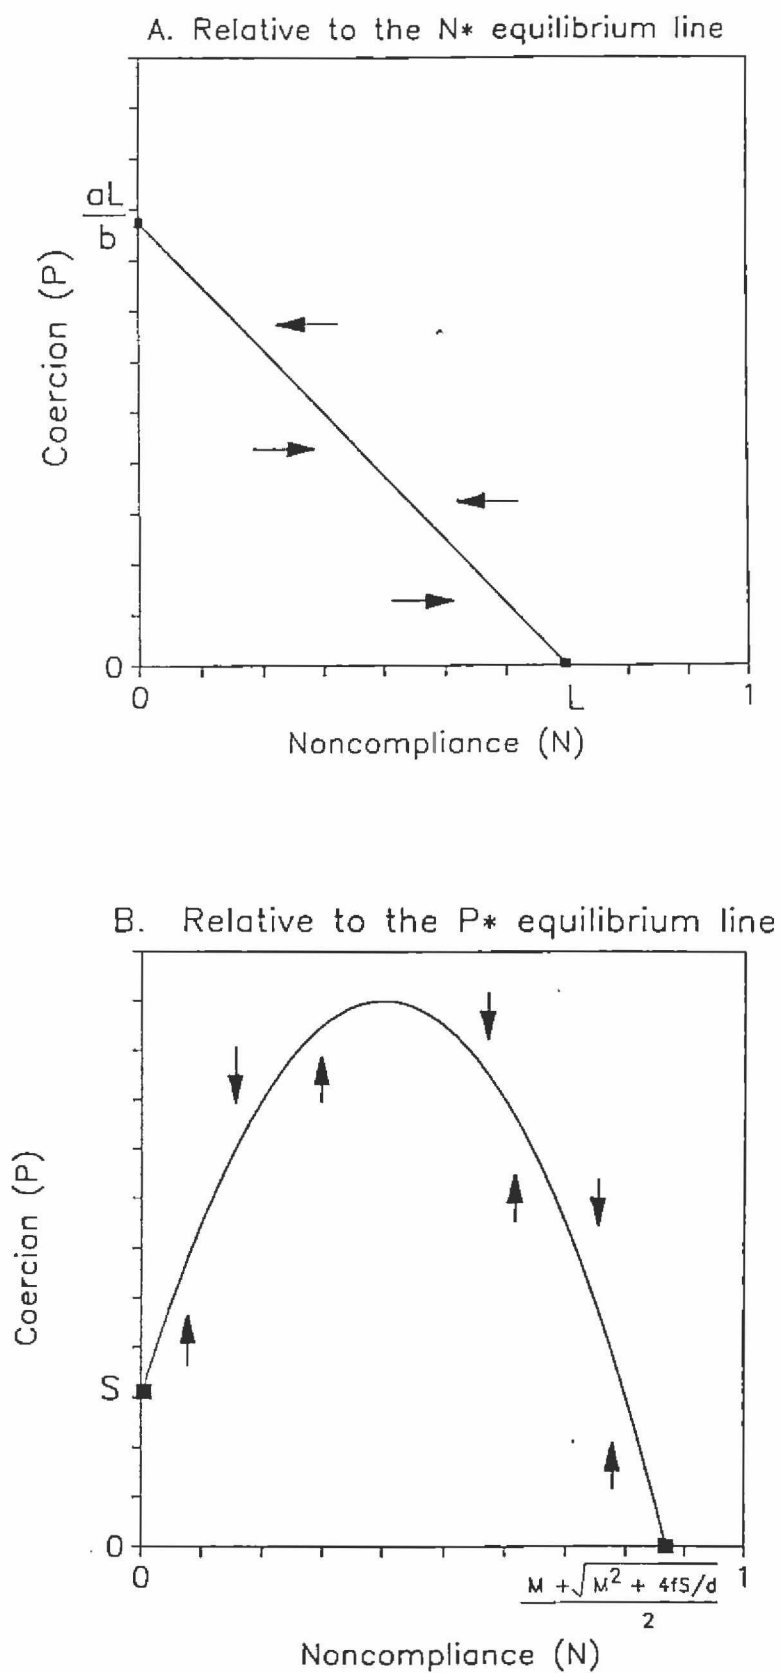 A. Relative to the N* equilibrium line
aL
b
Coercion (P)
0
0
L
1
Noncompliance (N)
B. Relative to the P* equilibrium line
Coercion (P)
S
0
0
M + √M² + 4fS/d
2
1
Noncompliance (N)